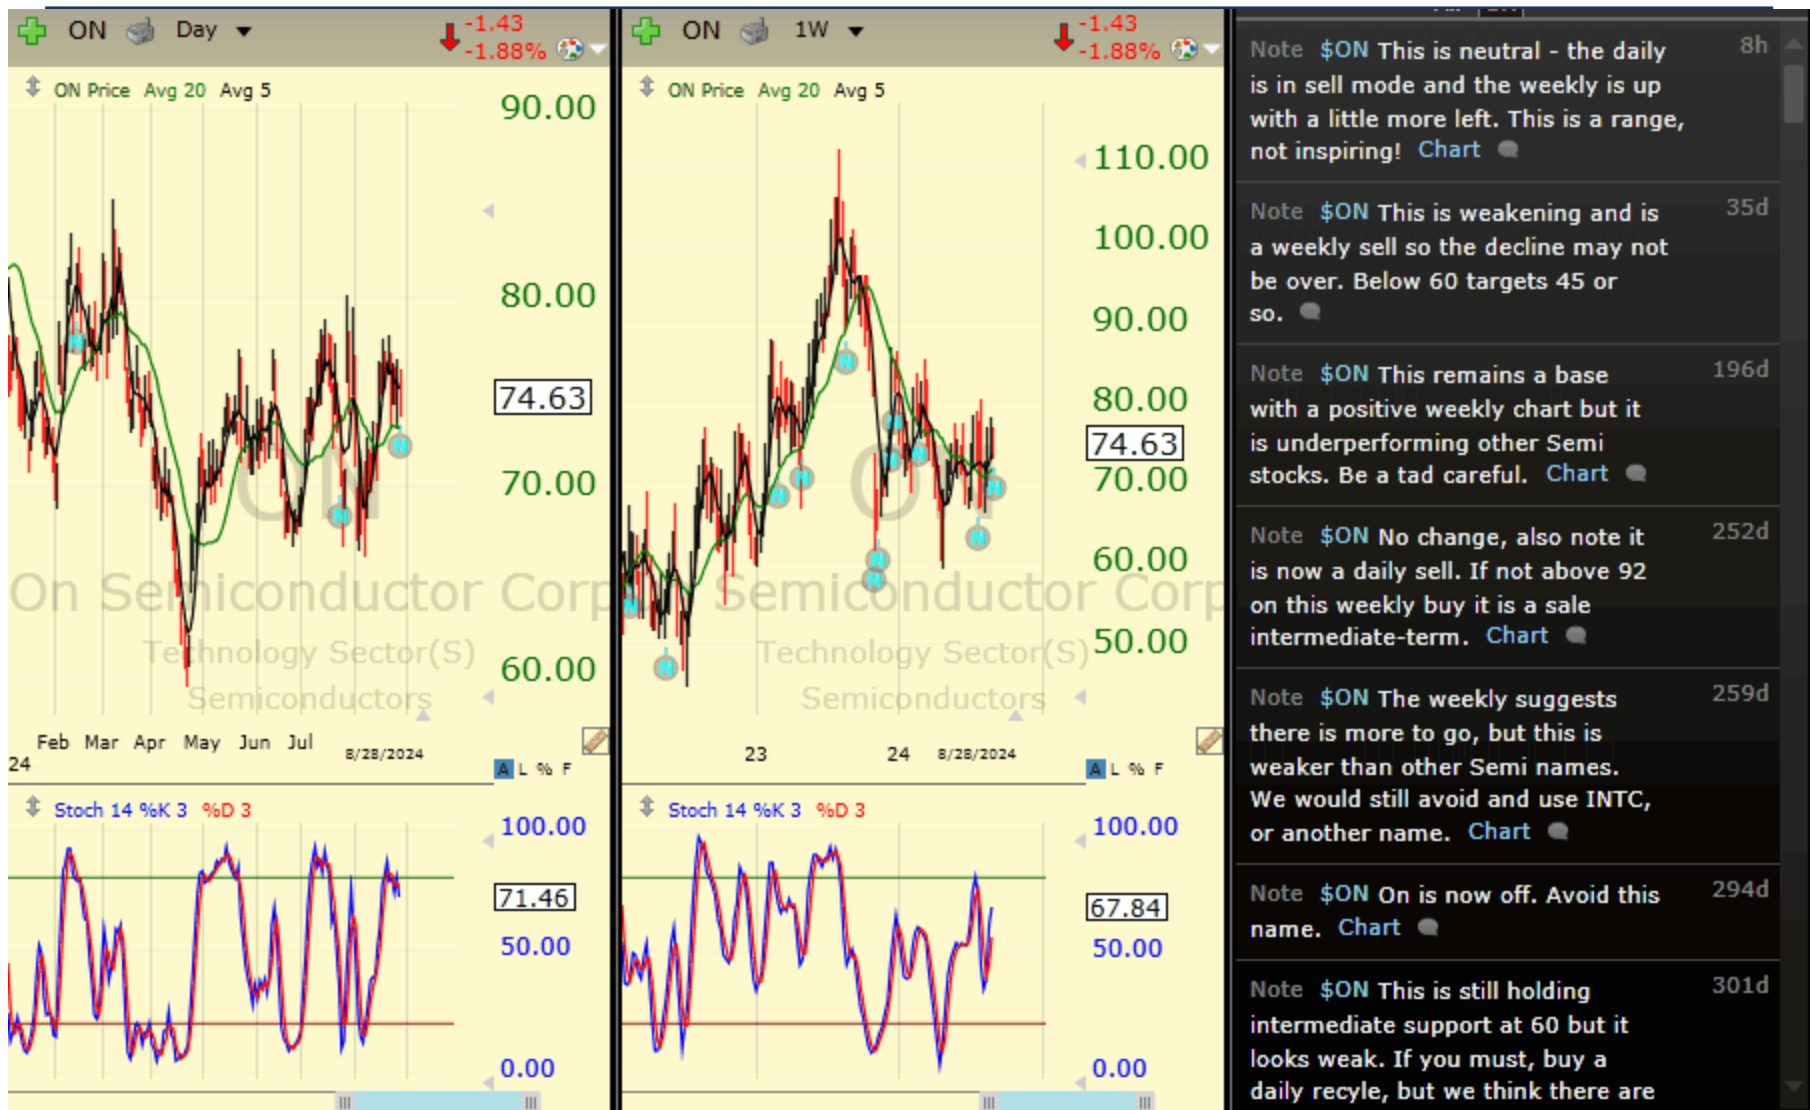 ON Day
-1.43
-1.88%
ON Price Avg 20 Avg 5
90.00
80.00
74.63
70.00
60.00
ON
On Semiconductor Corp
Technology Sector(S)
Semiconductors
N
N
N
24
Feb Mar Apr May Jun Jul
8/28/2024
A L % F
Stoch 14 %K 3 %D 3
100.00
71.46
50.00
0.00
ON 1W
-1.43
-1.88%
ON Price Avg 20 Avg 5
110.00
100.00
90.00
80.00
74.63
70.00
60.00
50.00
ON
Semiconductor Corp
Technology Sector(S)
Semiconductors
N
N
N
N
N
N
N
N
N
N
N
N
23
24
8/28/2024
A L % F
Stoch 14 %K 3 %D 3
100.00
67.84
50.00
0.00
Note $ON This is neutral - the daily 8h
is in sell mode and the weekly is up
with a little more left. This is a range,
not inspiring! Chart
Note $ON This is weakening and is 35d
a weekly sell so the decline may not
be over. Below 60 targets 45 or
so.
Note $ON This remains a base 196d
with a positive weekly chart but it
is underperforming other Semi
stocks. Be a tad careful. Chart
Note $ON No change, also note it 252d
is now a daily sell. If not above 92
on this weekly buy it is a sale
intermediate-term. Chart
Note $ON The weekly suggests 259d
there is more to go, but this is
weaker than other Semi names.
We would still avoid and use INTC,
or another name. Chart
Note $ON On is now off. Avoid this 294d
name. Chart
Note $ON This is still holding 301d
intermediate support at 60 but it
looks weak. If you must, buy a
daily recyle, but we think there are